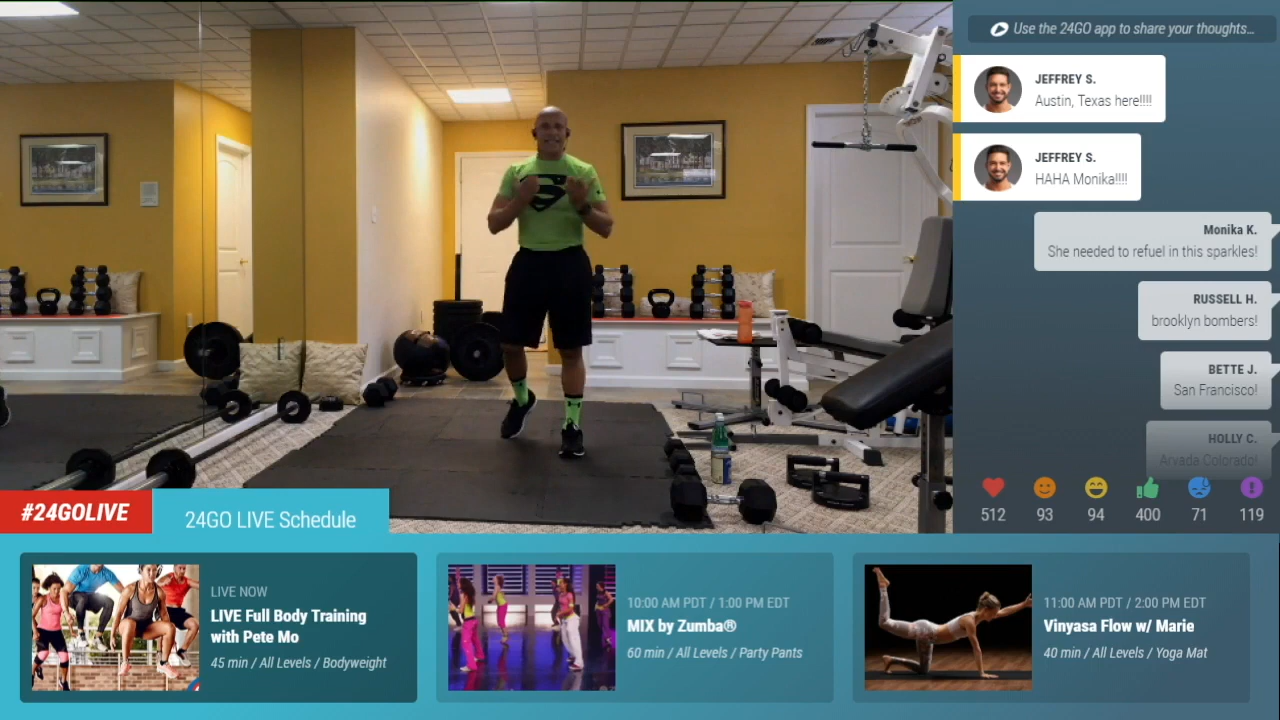 Use the 24GO app to share your thoughts...
JEFFREY S.
Austin, Texas here!!!!
JEFFREY S.
HAHA Monika!!!!
Monika K.
She needed to refuel in this sparkles!
RUSSELL H.
brooklyn bombers!
BETTE J.
San Francisco!
HOLLY C.
Arvada Colorado!
512
93
94
400
71
119
#24GOLIVE
24GO LIVE Schedule
LIVE NOW
LIVE Full Body Training
with Pete Mo
45 min / All Levels / Bodyweight
10:00 AM PDT / 1:00 PM EDT
MIX by Zumba®
60 min / All Levels / Party Pants
11:00 AM PDT / 2:00 PM EDT
Vinyasa Flow w/ Marie
40 min / All Levels / Yoga Mat